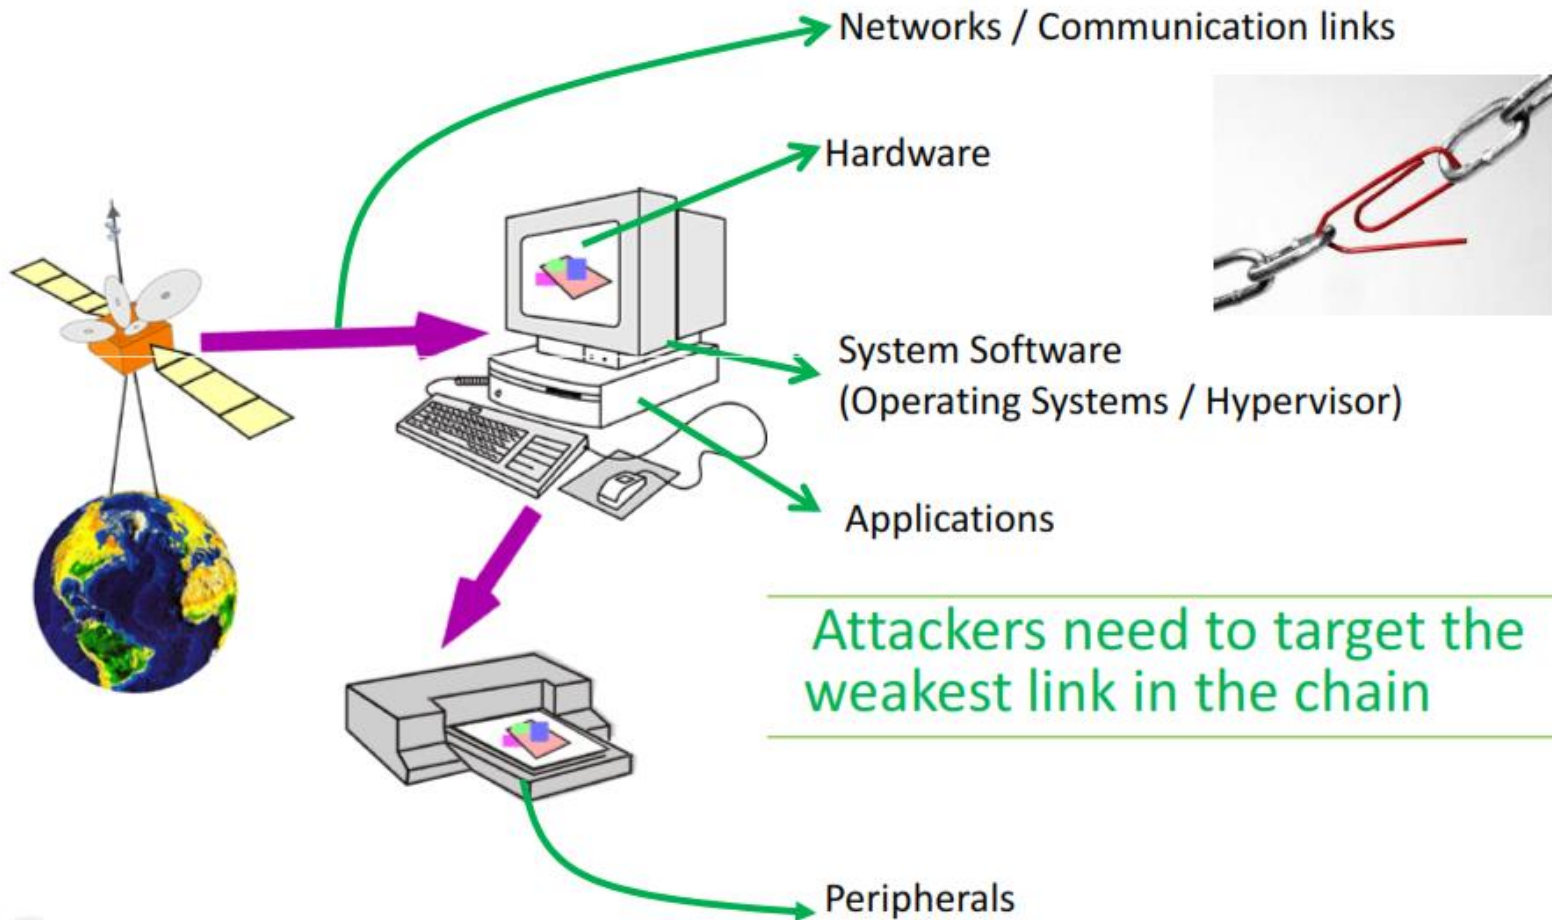 Networks / Communication links
Hardware
System Software
(Operating Systems / Hypervisor)
Applications
Attackers need to target the
weakest link in the chain
Peripherals